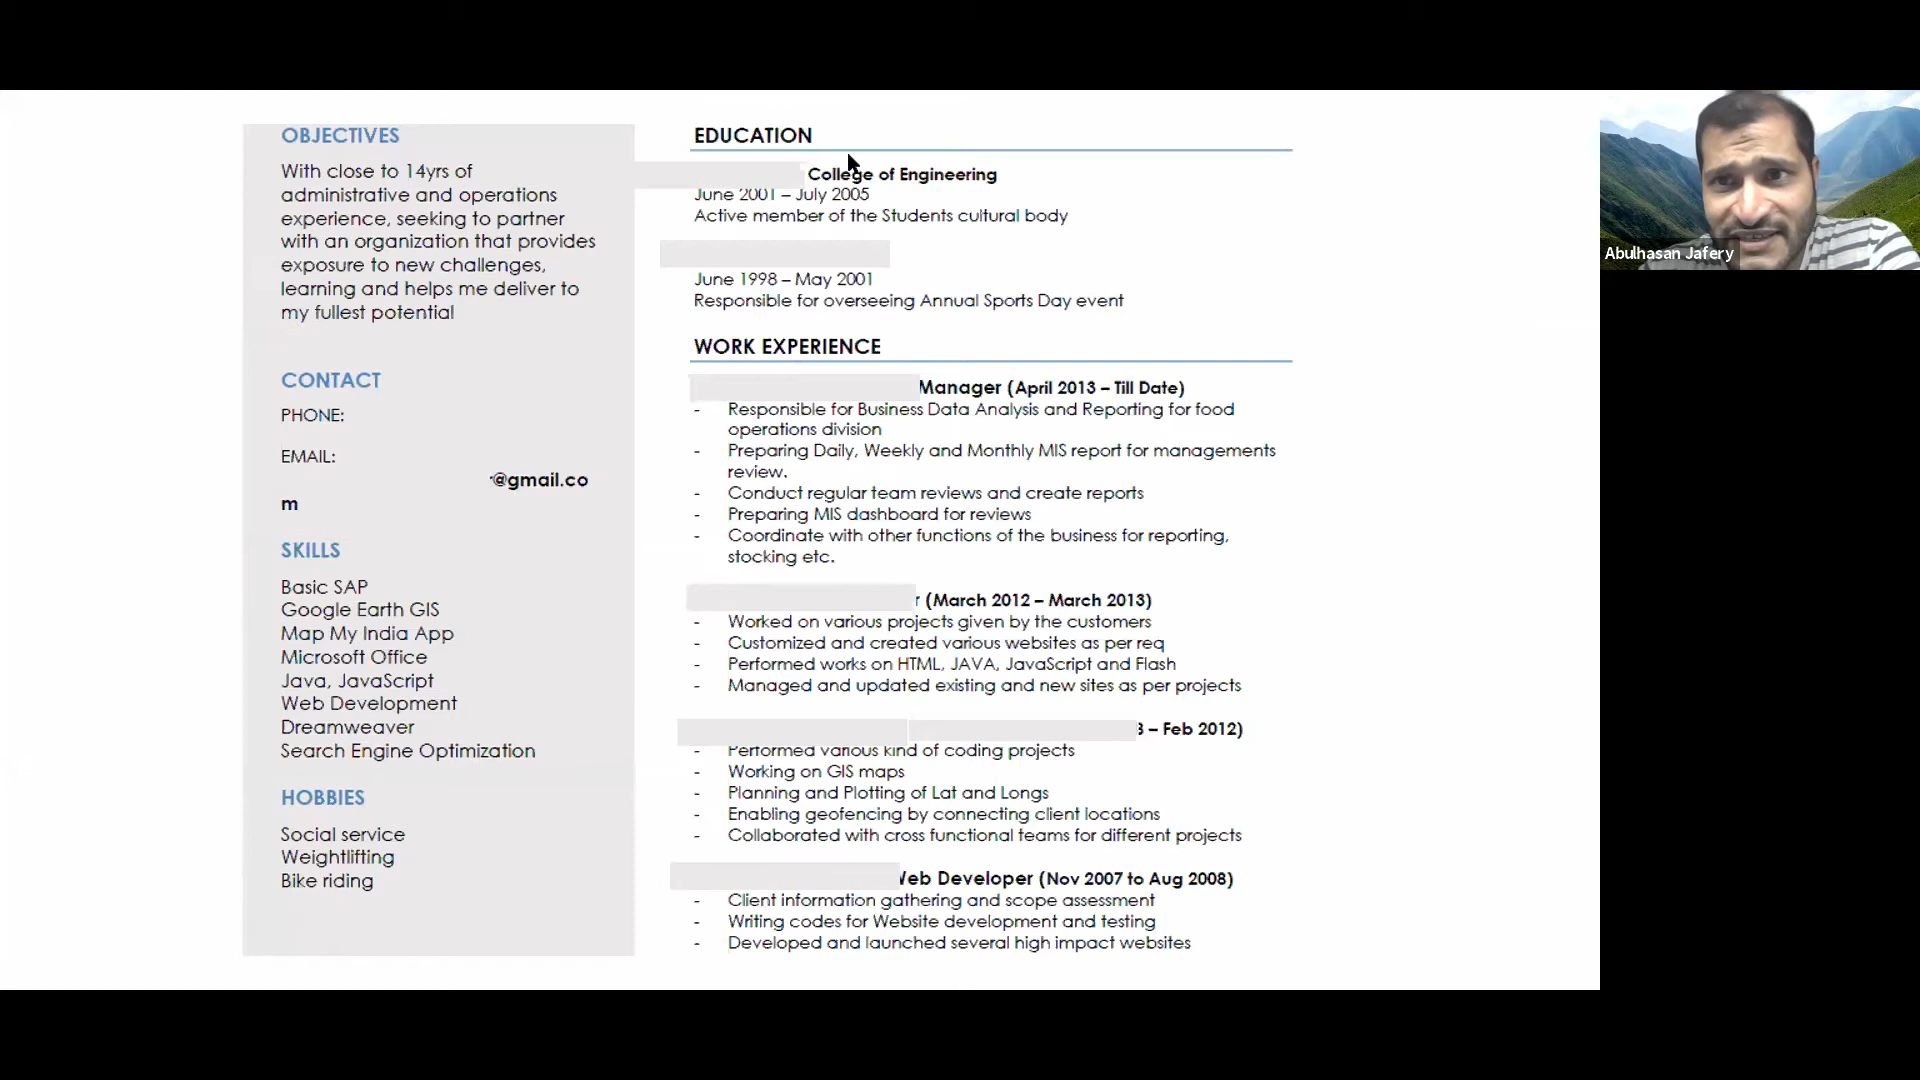 OBJECTIVES
With close to 14yrs of
administrative and operations
experience, seeking to partner
with an organization that provides
exposure to new challenges,
learning and helps me deliver to
my fullest potential
CONTACT
PHONE:
EMAIL:
@gmail.co
m
SKILLS
Basic SAP
Google Earth GIS
Map My India App
Microsoft Office
Java, JavaScript
Web Development
Dreamweaver
Search Engine Optimization
HOBBIES
Social service
Weightlifting
Bike riding
EDUCATION
College of Engineering
June 2001 – July 2005
Active member of the Students cultural body
June 1998 – May 2001
Responsible for overseeing Annual Sports Day event
WORK EXPERIENCE
Manager (April 2013 – Till Date)
- Responsible for Business Data Analysis and Reporting for food
operations division
- Preparing Daily, Weekly and Monthly MIS report for managements
review.
- Conduct regular team reviews and create reports
- Preparing MIS dashboard for reviews
- Coordinate with other functions of the business for reporting,
stocking etc.
r (March 2012 – March 2013)
- Worked on various projects given by the customers
- Customized and created various websites as per req
- Performed works on HTML, JAVA, JavaScript and Flash
- Managed and updated existing and new sites as per projects
– Feb 2012)
- Performed various kind of coding projects
- Working on GIS maps
- Planning and Plotting of Lat and Longs
- Enabling geofencing by connecting client locations
- Collaborated with cross functional teams for different projects
Web Developer (Nov 2007 to Aug 2008)
- Client information gathering and scope assessment
- Writing codes for Website development and testing
- Developed and launched several high impact websites
Abulhasan Jafery